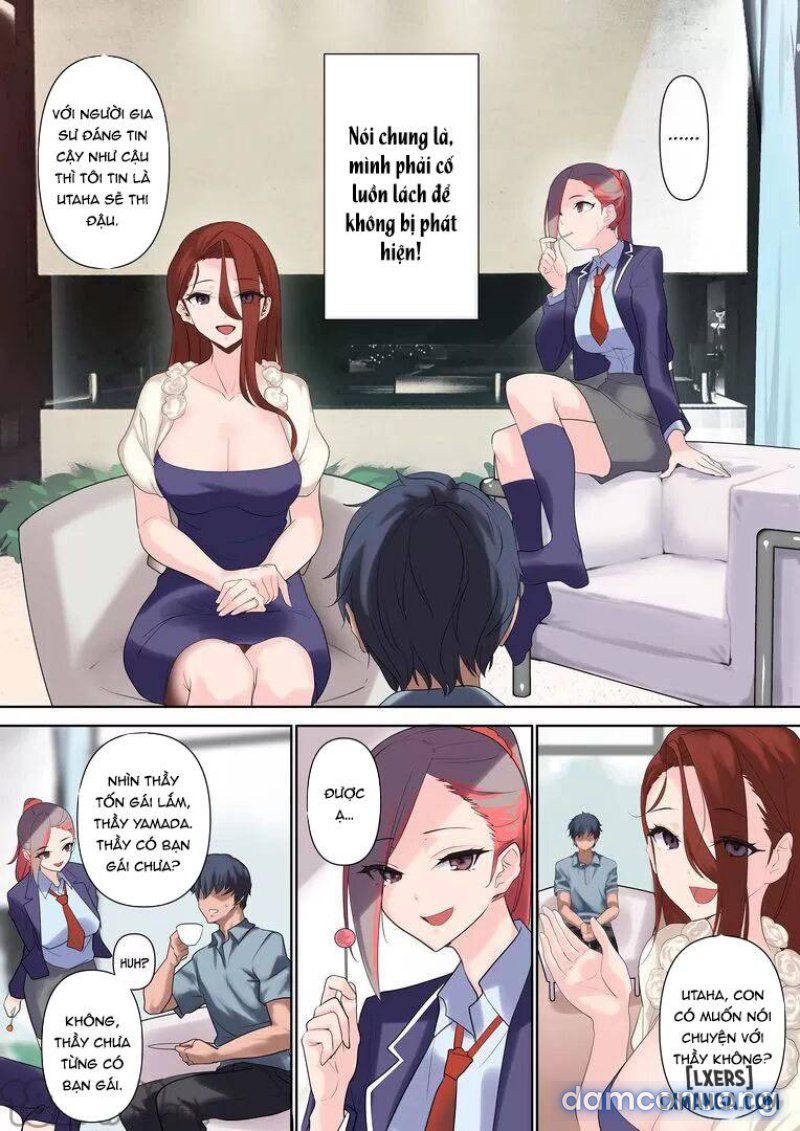 ......
Nói chung là,
mình phải cố
luồn lách để
không bị phát
hiện!
VỚI NGƯỜI GIA
SƯ ĐÁNG TIN
CẬY NHƯ CẬU
THÌ TÔI TIN LÀ
UTAHA SẼ THI
ĐẬU.
UTAHA, CON
CÓ MUỐN NÓI
CHUYỆN VỚI
THẦY KHÔNG?
ĐƯỢC
Ạ...
NHÌN THẦY
TỐN GÁI LẮM,
THẦY YAMADA.
THẦY CÓ BẠN
GÁI CHƯA?
HUH?
KHÔNG,
THẦY CHƯA
TỪNG CÓ
BẠN GÁI.
[LXERS]